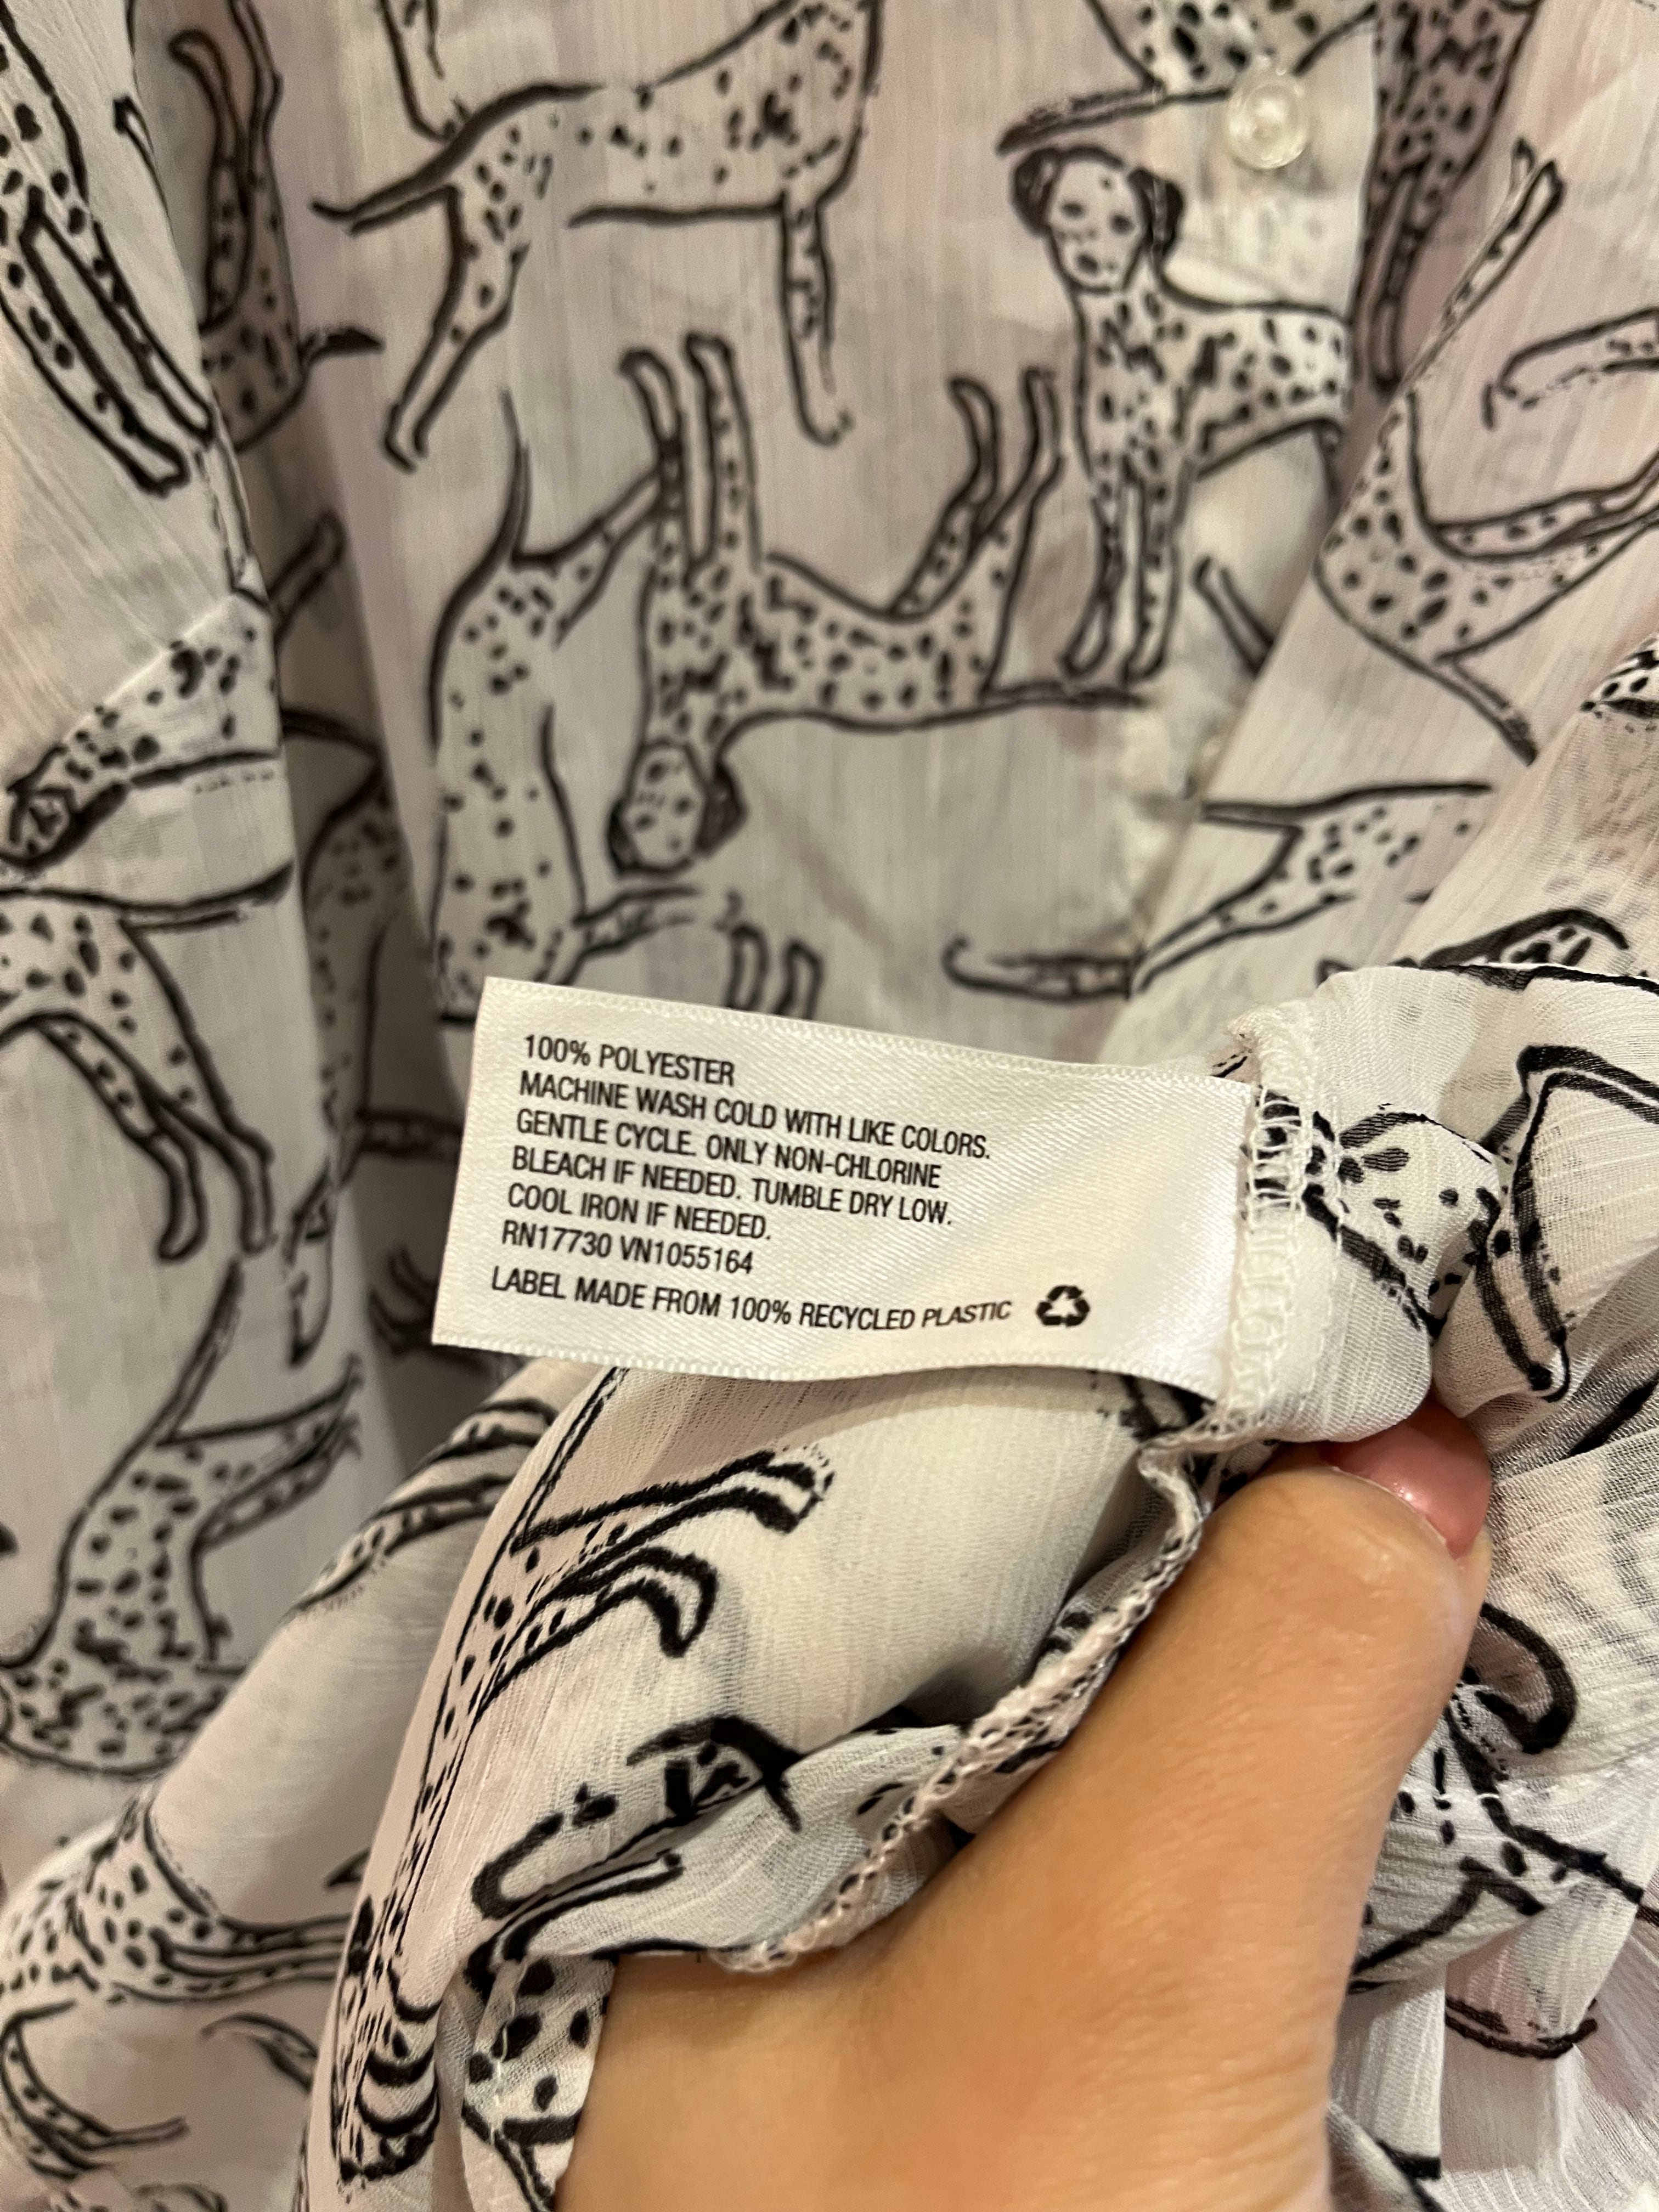 100% POLYESTER
MACHINE WASH COLD WITH LIKE COLORS.
GENTLE CYCLE. ONLY NON-CHLORINE
BLEACH IF NEEDED. TUMBLE DRY LOW.
COOL IRON IF NEEDED.
RN17730 VN1055164
LABEL MADE FROM 100% RECYCLED PLASTIC